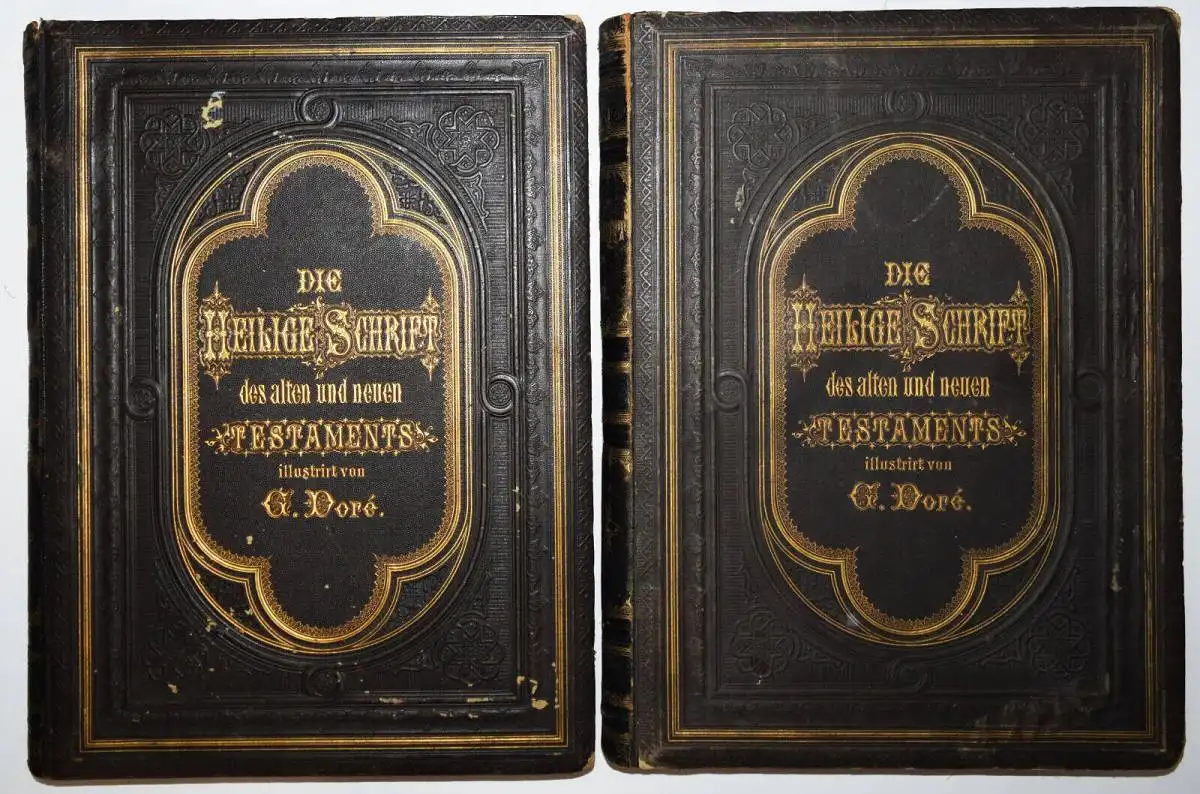 DIE
HEILIGE SCHRIFT
des alten und neuen
TESTAMENTS
illustrirt von
G. Doré.
DIE
HEILIGE SCHRIFT
des alten und neuen
TESTAMENTS
illustrirt von
G. Doré.